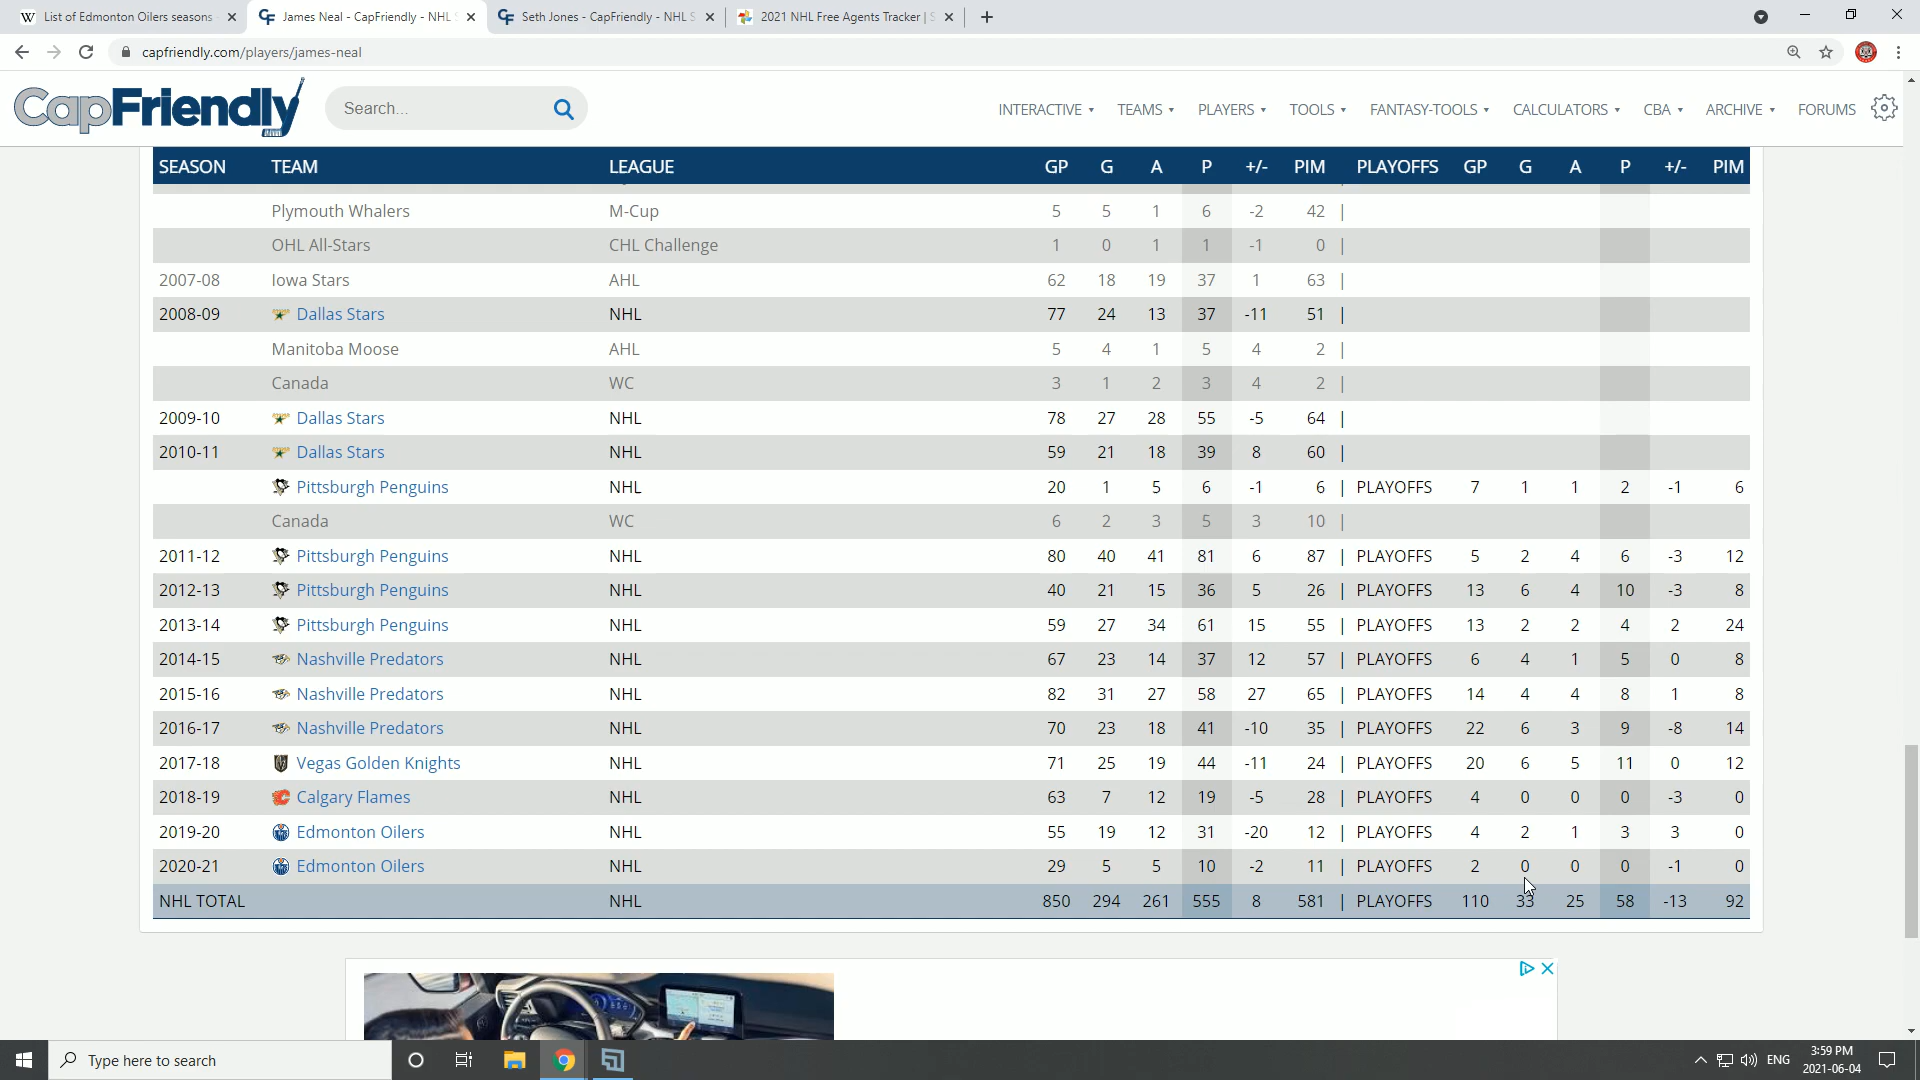 List of Edmonton Oilers seasons
James Neal - CapFriendly - NHL S
Seth Jones - CapFriendly - NHL S
2021 NHL Free Agents Tracker | S
capfriendly.com/players/james-neal
CapFriendly
Search...
INTERACTIVE TEAMS PLAYERS TOOLS FANTASY-TOOLS CALCULATORS CBA ARCHIVE FORUMS
SEASON TEAM LEAGUE GP G A P +/- PIM PLAYOFFS GP G A P +/- PIM
Plymouth Whalers M-Cup 5 5 1 6 -2 42 |
OHL All-Stars CHL Challenge 1 0 1 1 -1 0 |
2007-08 Iowa Stars AHL 62 18 19 37 1 63 |
2008-09 Dallas Stars NHL 77 24 13 37 -11 51 |
Manitoba Moose AHL 5 4 1 5 4 2 |
Canada WC 3 1 2 3 4 2 |
2009-10 Dallas Stars NHL 78 27 28 55 -5 64 |
2010-11 Dallas Stars NHL 59 21 18 39 8 60 |
Pittsburgh Penguins NHL 20 1 5 6 -1 6 | PLAYOFFS 7 1 1 2 -1 6
Canada WC 6 2 3 5 3 10 |
2011-12 Pittsburgh Penguins NHL 80 40 41 81 6 87 | PLAYOFFS 5 2 4 6 -3 12
2012-13 Pittsburgh Penguins NHL 40 21 15 36 5 26 | PLAYOFFS 13 6 4 10 -3 8
2013-14 Pittsburgh Penguins NHL 59 27 34 61 15 55 | PLAYOFFS 13 2 2 4 2 24
2014-15 Nashville Predators NHL 67 23 14 37 12 57 | PLAYOFFS 6 4 1 5 0 8
2015-16 Nashville Predators NHL 82 31 27 58 27 65 | PLAYOFFS 14 4 4 8 1 8
2016-17 Nashville Predators NHL 70 23 18 41 -10 35 | PLAYOFFS 22 6 3 9 -8 14
2017-18 Vegas Golden Knights NHL 71 25 19 44 -11 24 | PLAYOFFS 20 6 5 11 0 12
2018-19 Calgary Flames NHL 63 7 12 19 -5 28 | PLAYOFFS 4 0 0 0 -3 0
2019-20 Edmonton Oilers NHL 55 19 12 31 -20 12 | PLAYOFFS 4 2 1 3 3 0
2020-21 Edmonton Oilers NHL 29 5 5 10 -2 11 | PLAYOFFS 2 0 0 0 -1 0
NHL TOTAL NHL 850 294 261 555 8 581 | PLAYOFFS 110 33 25 58 -13 92
Type here to search
ENG
3:59 PM
2021-06-04